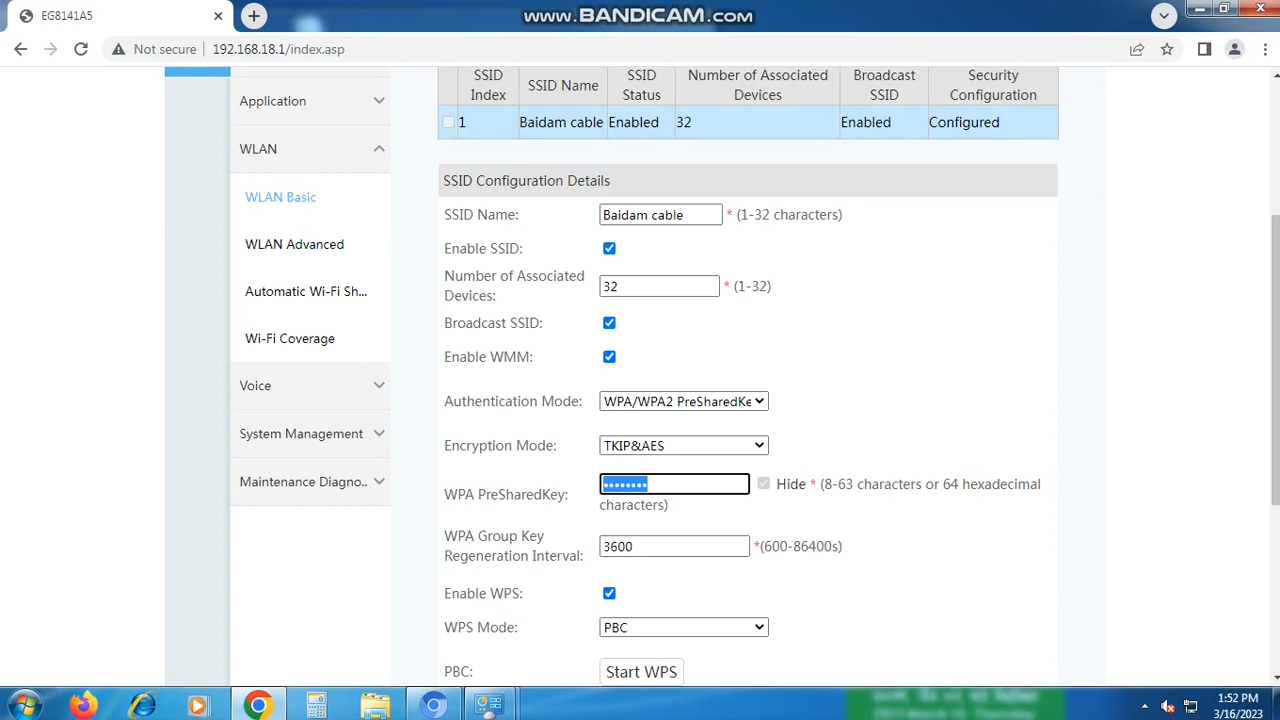 EG8141A5
www.BANDICAM.com
Not secure
192.168.18.1/index.asp
Application
WLAN
WLAN Basic
WLAN Advanced
Automatic Wi-Fi Sh...
Wi-Fi Coverage
Voice
System Management
Maintenance Diagno..
SSID Index
SSID Name
SSID Status
Number of Associated Devices
Broadcast SSID
Security Configuration
1
Baidam cable
Enabled
32
Enabled
Configured
SSID Configuration Details
SSID Name:
Baidam cable
* (1-32 characters)
Enable SSID:
Number of Associated
Devices:
32
* (1-32)
Broadcast SSID:
Enable WMM:
Authentication Mode:
WPA/WPA2 PreSharedKe
Encryption Mode:
TKIP&AES
WPA PreSharedKey:
••••••••
Hide * (8-63 characters or 64 hexadecimal
characters)
WPA Group Key
Regeneration Interval:
3600
*(600-86400s)
Enable WPS:
WPS Mode:
PBC
PBC:
Start WPS
1:52 PM
3/16/2023